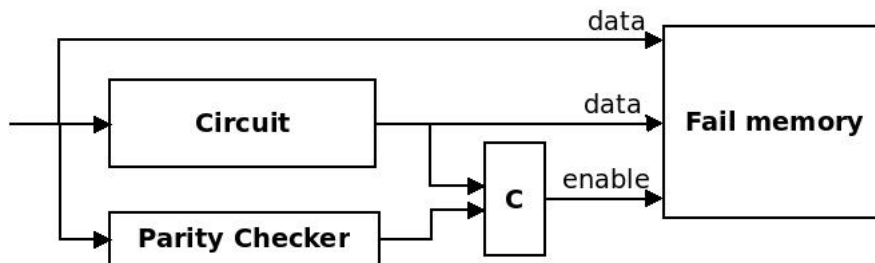 data
Circuit
data
Fail memory
C
enable
Parity Checker